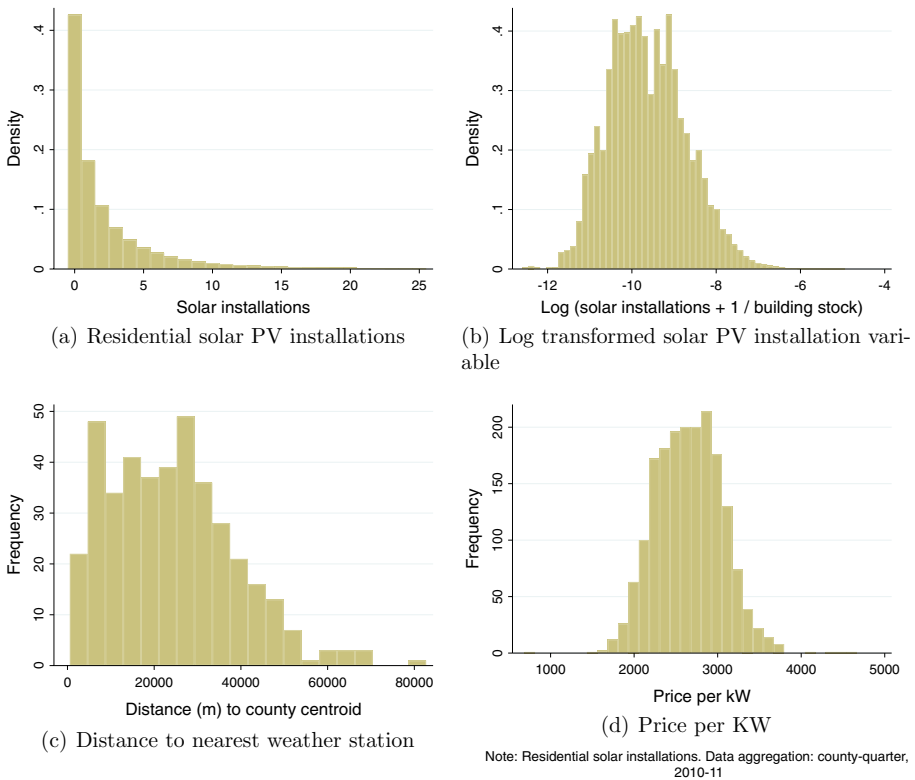 .4
.3
.2
.1
0
Density
0 5 10 15 20 25
Solar installations
(a) Residential solar PV installations
.4
.3
.2
.1
0
Density
-12 -10 -8 -6 -4
Log (solar installations + 1 / building stock)
(b) Log transformed solar PV installation vari-
able
50
40
30
20
10
0
Frequency
0 20000 40000 60000 80000
Distance (m) to county centroid
(c) Distance to nearest weather station
200
150
100
50
0
Frequency
1000 2000 3000 4000 5000
Price per kW
(d) Price per KW
Note: Residential solar installations. Data aggregation: county-quarter,
2010-11